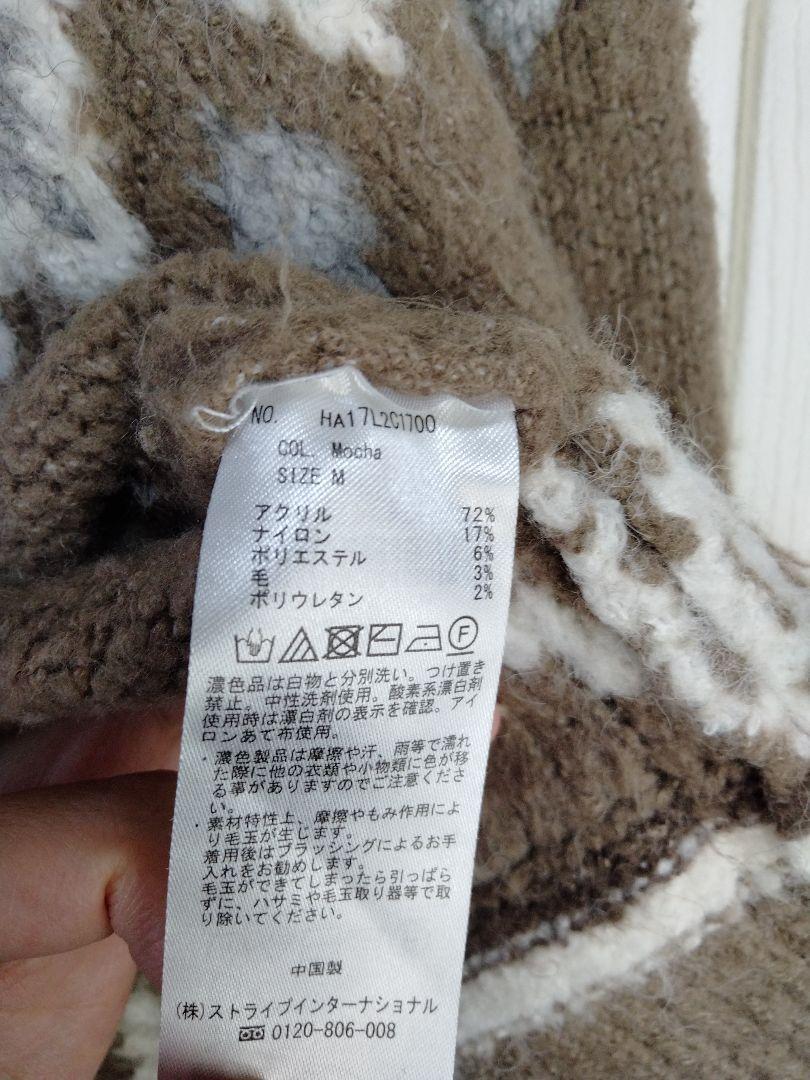 NO. HA17L2C1700
COL. Mocha
SIZE M
アクリル 72%
ナイロン 17%
ポリエステル 6%
毛 3%
ポリウレタン 2%
F
濃色品は白物と分別洗い。つけ置き
禁止。中性洗剤使用。酸素系漂白剤
使用時は漂白剤の表示を確認。アイ
ロンあて布使用。
・濃色製品は摩擦や汗、雨等で濡れ
た際に他の衣類や小物類に色が移
る事がありますのでご注意くださ
い。
・素材特性上、摩擦やもみ作用によ
り毛玉が生じます。
着用後はブラッシングによるお手
入れをお勧めします。
毛玉ができてしまったら引っぱら
ずに、ハサミや毛玉取り器等で取
り除いてください。
中国製
(株)ストライプインターナショナル
0120-806-008